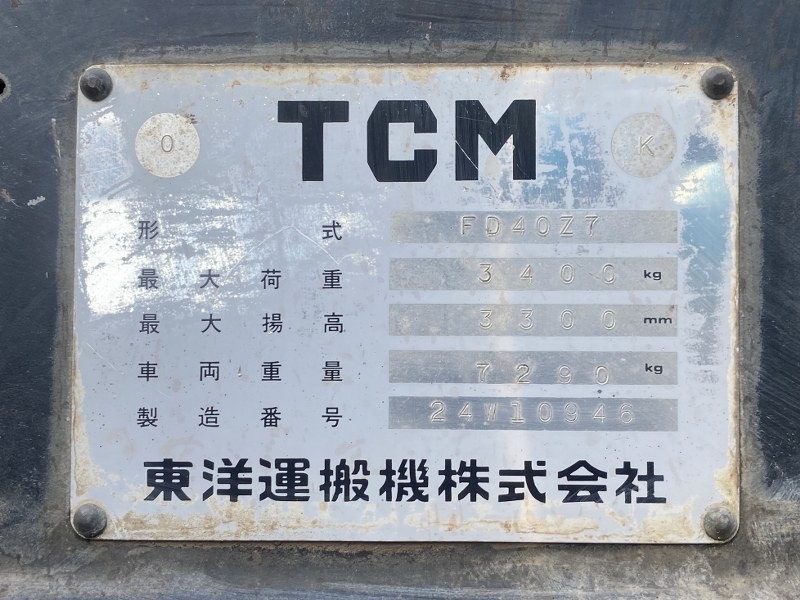 O TCM K
形式 FD40Z7
最大荷重 3400 kg
最大揚高 3300 mm
車両重量 7290 kg
製造番号 24W10946
東洋運搬機株式会社